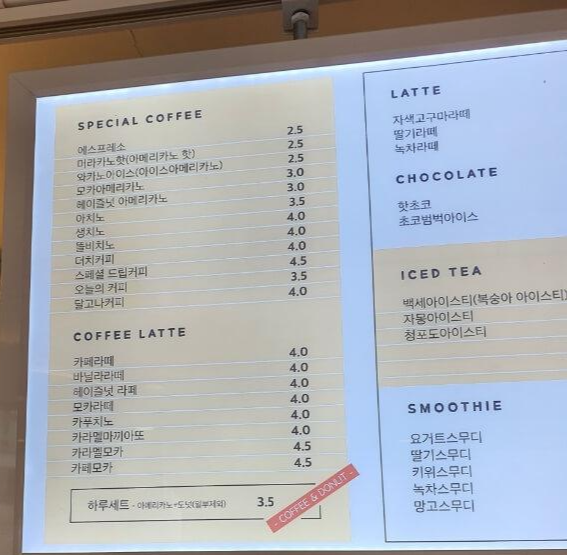 SPECIAL COFFEE
에스프레소 2.5
머라카노핫(아메리카노 핫) 2.5
와카노아이스(아이스아메리카노) 2.5
모카아메리카노 3.0
헤이즐넛 아메리카노 3.0
아치노 3.5
생치노 4.0
뜰비치노 4.0
더치커피 4.0
스페셜 드립커피 4.5
오늘의 커피 3.5
달고나커피 4.0
COFFEE LATTE
카페라떼 4.0
바닐라라떼 4.0
헤이즐넛 라떼 4.0
모카라떼 4.0
카푸치노 4.0
카라멜마끼아또 4.0
카라멜모카 4.5
카페모카 4.5
하루세트 - 아메리카노+도넛(일부제외) 3.5
- COFFEE & DONUT -
LATTE
자색고구마라떼
딸기라떼
녹차라떼
CHOCOLATE
핫초코
초코범벅아이스
ICED TEA
백세아이스티(복숭아 아이스티)
자몽아이스티
청포도아이스티
SMOOTHIE
요거트스무디
딸기스무디
키위스무디
녹차스무디
망고스무디